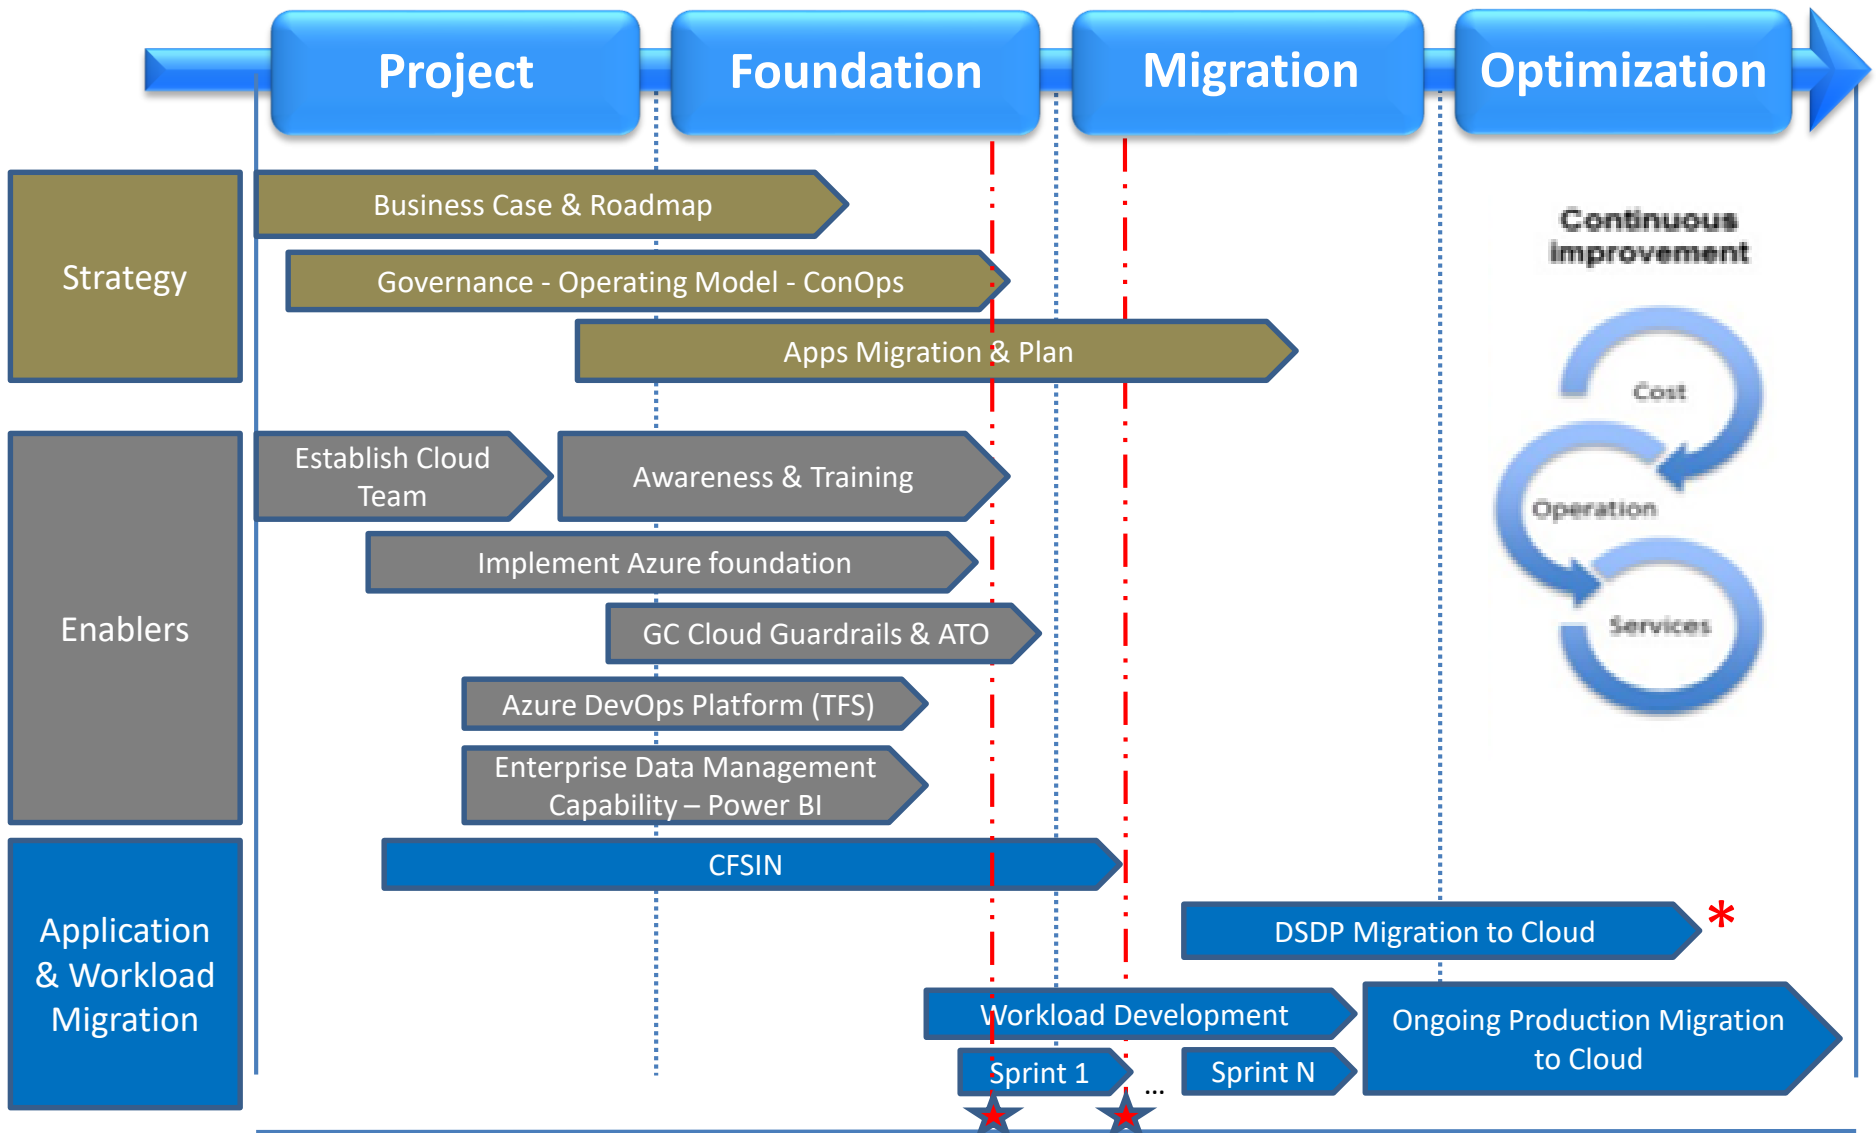 Project
Foundation
Migration
Optimization
Strategy
Business Case & Roadmap
Governance - Operating Model - ConOps
Apps Migration & Plan
Continuous
improvement
Cost
Operation
Services
Enablers
Establish Cloud
Team
Awareness & Training
Implement Azure foundation
GC Cloud Guardrails & ATO
Azure DevOps Platform (TFS)
Enterprise Data Management
Capability – Power BI
Application
& Workload
Migration
CFSIN
DSDP Migration to Cloud
*
Workload Development
Ongoing Production Migration
to Cloud
Sprint 1
...
Sprint N